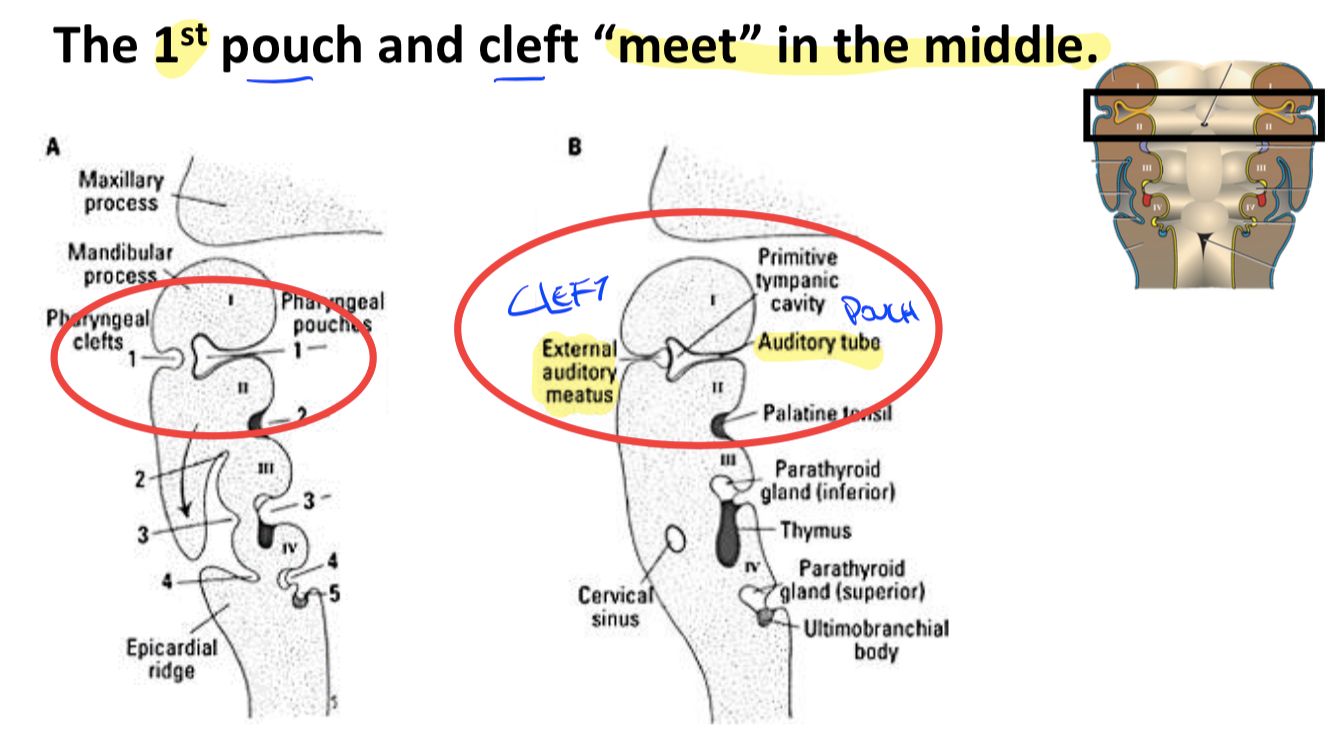 The 1st pouch and cleft “meet” in the middle.
A
Maxillary
process
Mandibular
process
Pharyngeal
clefts
1
I
Pharyngeal
pouches
1
II
2
2
III
3
3
IV
4
4
5
Epicardial
ridge
5
B
CLEFT
I
Primitive
tympanic
cavity
POUCH
External
auditory
meatus
Auditory tube
II
Palatine tonsil
III
Parathyroid
gland (inferior)
Thymus
IV
Cervical
sinus
Parathyroid
gland (superior)
Ultimobranchial
body
I
I
II
II
III
III
IV
IV